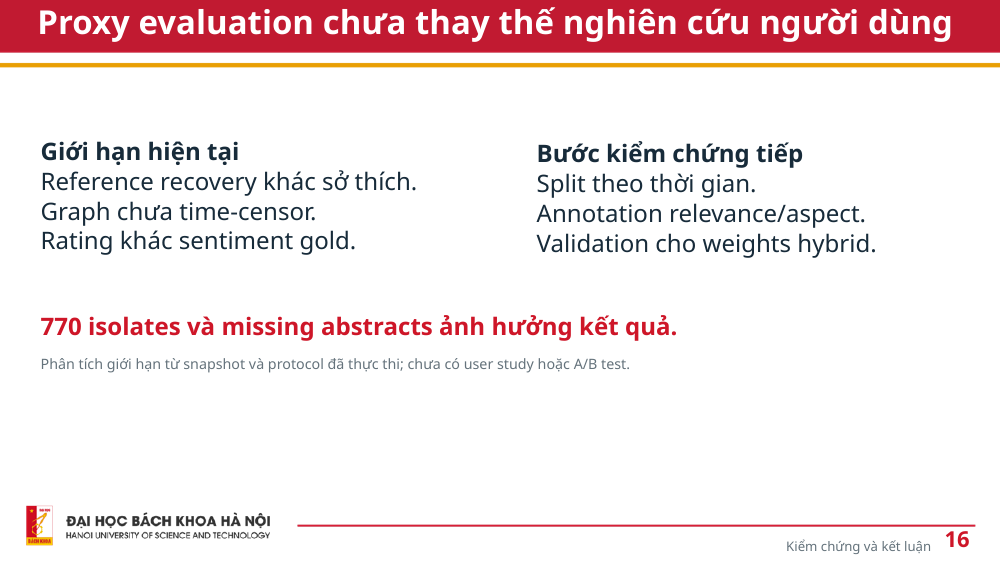 Proxy evaluation chưa thay thế nghiên cứu người dùng
Giới hạn hiện tại
Reference recovery khác sở thích.
Graph chưa time-censor.
Rating khác sentiment gold.
Bước kiểm chứng tiếp
Split theo thời gian.
Annotation relevance/aspect.
Validation cho weights hybrid.
770 isolates và missing abstracts ảnh hưởng kết quả.
Phân tích giới hạn từ snapshot và protocol đã thực thi; chưa có user study hoặc A/B test.
ĐẠI HỌC BÁCH KHOA HÀ NỘI
HANOI UNIVERSITY OF SCIENCE AND TECHNOLOGY
Kiểm chứng và kết luận 16